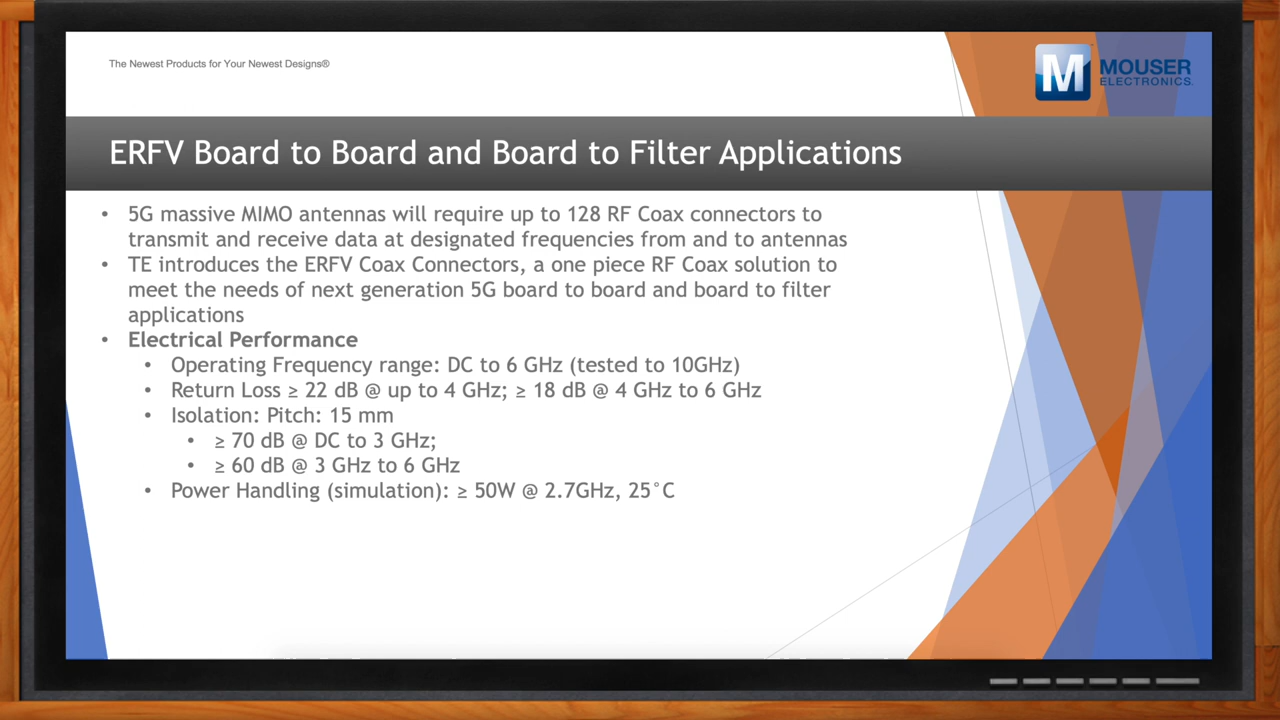 The Newest Products for Your Newest Designs®
M MOUSER
ELECTRONICS.
ERFV Board to Board and Board to Filter Applications
• 5G massive MIMO antennas will require up to 128 RF Coax connectors to
transmit and receive data at designated frequencies from and to antennas
• TE introduces the ERFV Coax Connectors, a one piece RF Coax solution to
meet the needs of next generation 5G board to board and board to filter
applications
• Electrical Performance
• Operating Frequency range: DC to 6 GHz (tested to 10GHz)
• Return Loss ≥ 22 dB @ up to 4 GHz; ≥ 18 dB @ 4 GHz to 6 GHz
• Isolation: Pitch: 15 mm
• ≥ 70 dB @ DC to 3 GHz;
• ≥ 60 dB @ 3 GHz to 6 GHz
• Power Handling (simulation): ≥ 50W @ 2.7GHz, 25°C